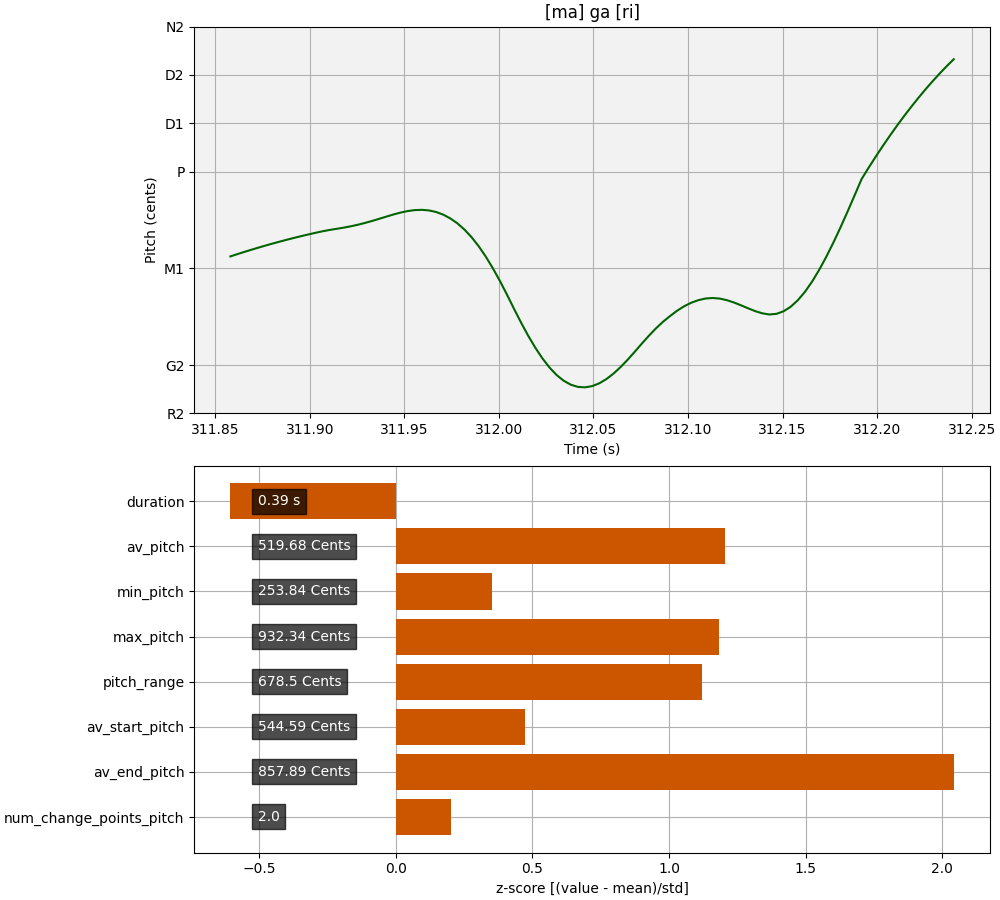 [ma] ga [ri]
N2
D2
D1
P
M1
G2
R2
Pitch (cents)
311.85 311.90 311.95 312.00 312.05 312.10 312.15 312.20 312.25
Time (s)
duration 0.39 s
av_pitch 519.68 Cents
min_pitch 253.84 Cents
max_pitch 932.34 Cents
pitch_range 678.5 Cents
av_start_pitch 544.59 Cents
av_end_pitch 857.89 Cents
num_change_points_pitch 2.0
−0.5 0.0 0.5 1.0 1.5 2.0
z-score [(value - mean)/std]